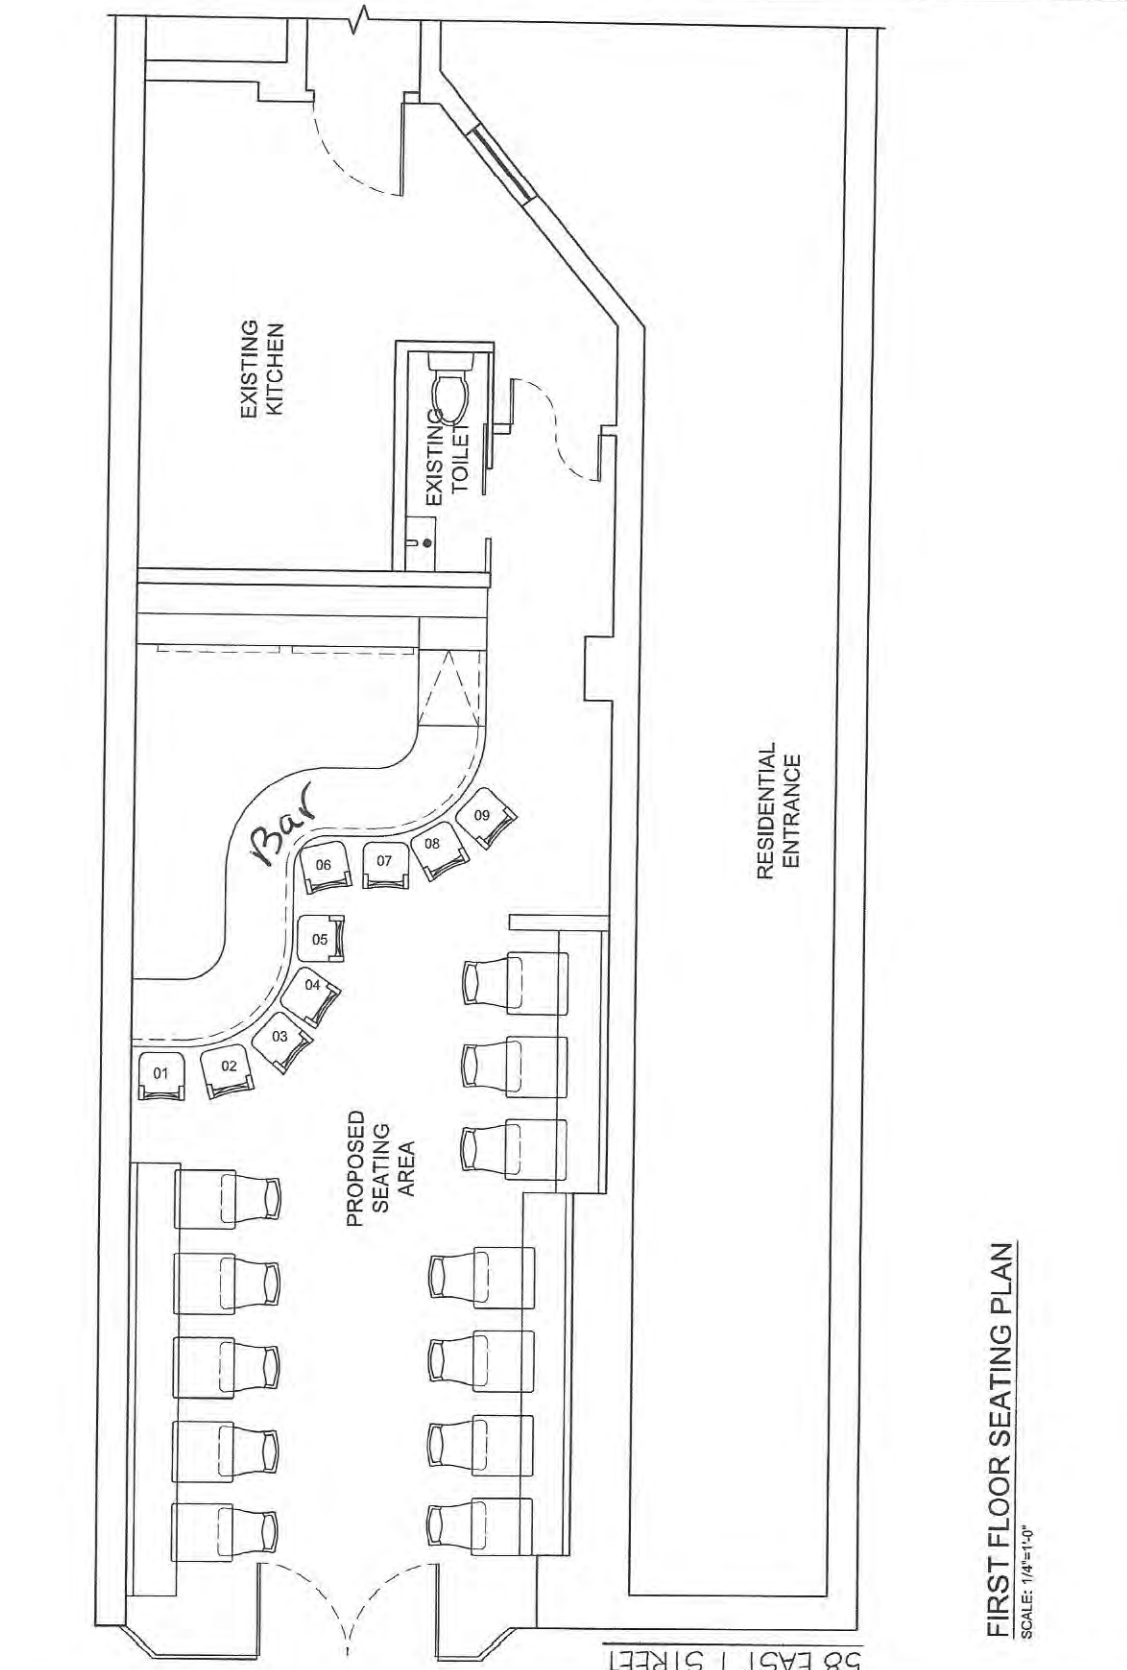 EXISTING
KITCHEN
EXISTING
TOILET
Bar
09
08
07
06
05
04
03
02
01
PROPOSED
SEATING
AREA
RESIDENTIAL
ENTRANCE
FIRST FLOOR SEATING PLAN
SCALE: 1/4"=1'-0"
58 EAST 1 STREET